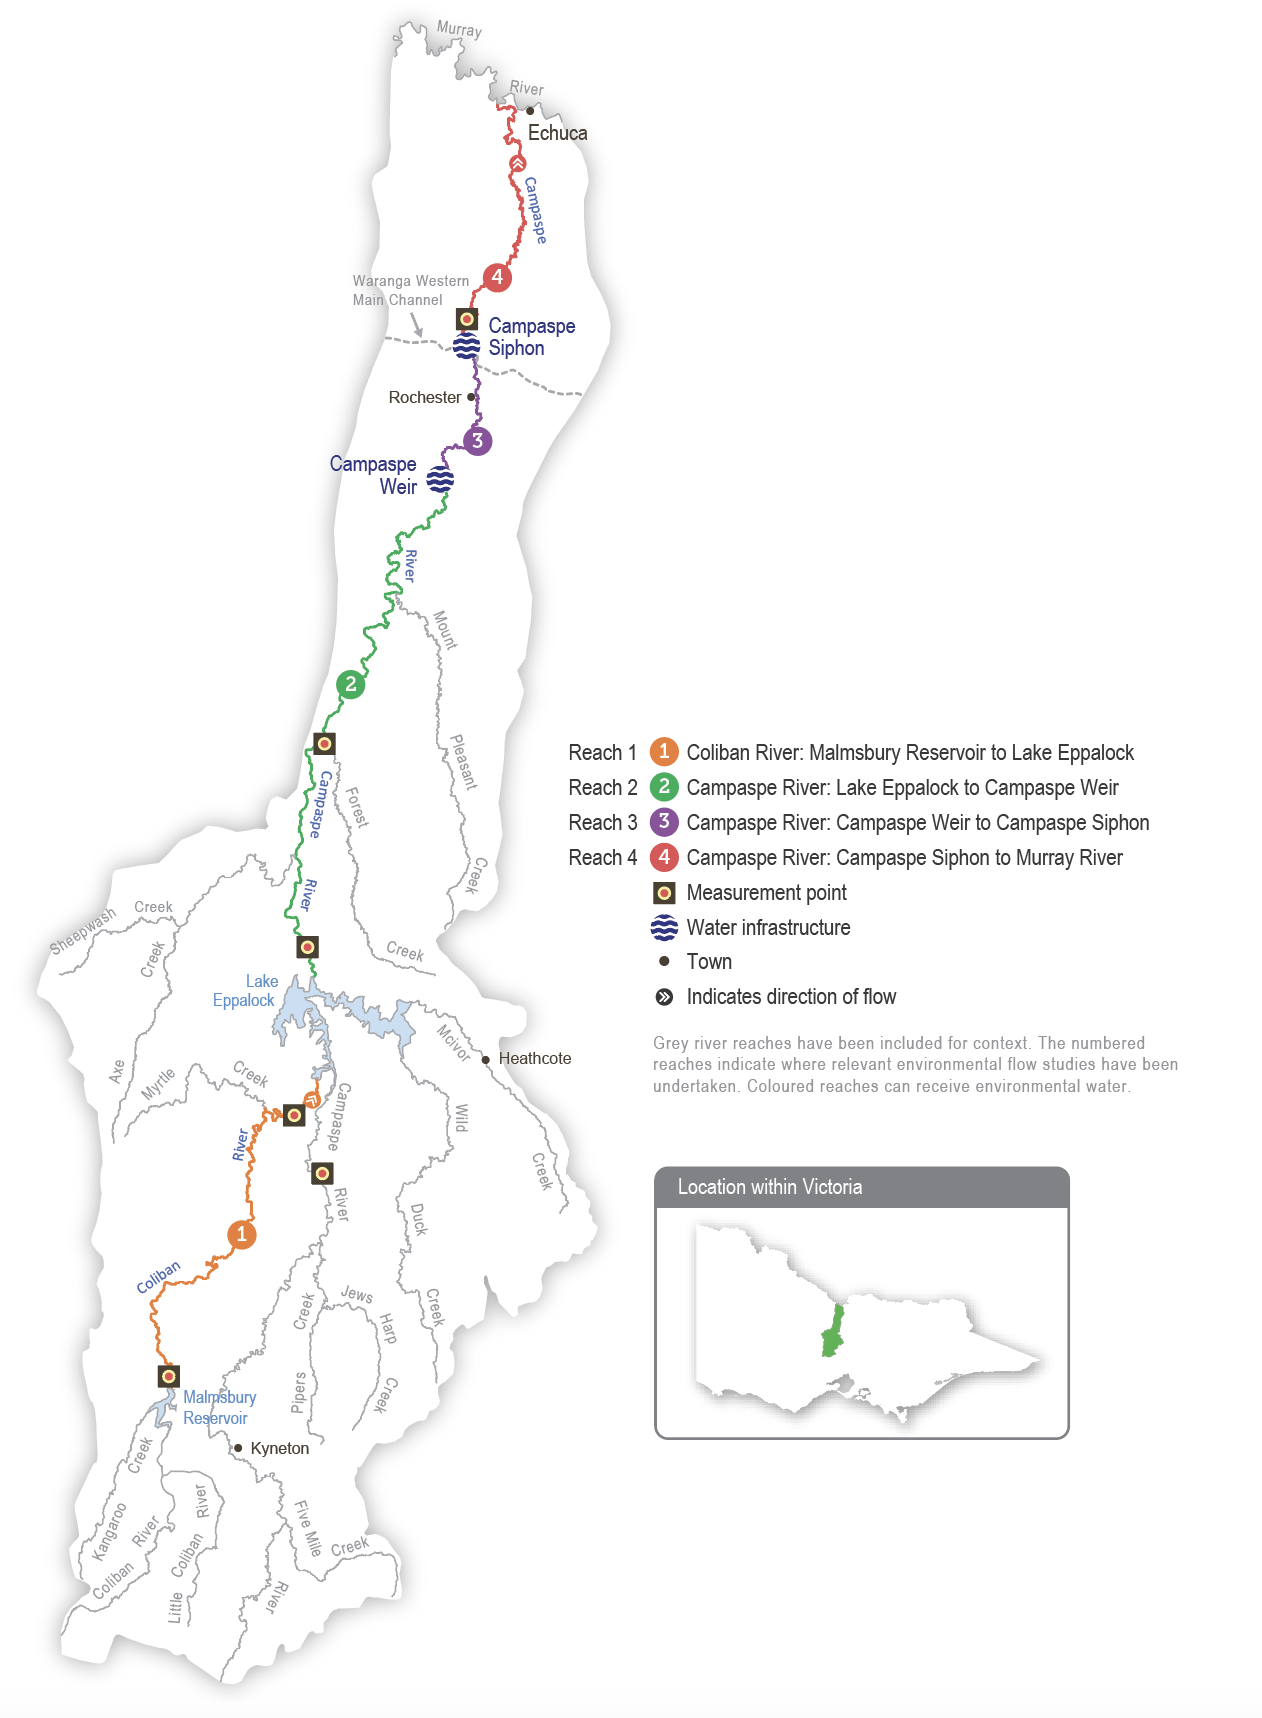 Murray
River
Echuca
Campaspe
4
Waranga Western
Main Channel
Campaspe
Siphon
Rochester
3
Campaspe
Weir
River
Mount
2
Pleasant
Campaspe
Forest
Creek
River
Creek
Sheepwash
Creek
Creek
Lake
Eppalock
Mcivor
Heathcote
Axe
Myrtle
Creek
Campaspe
Wild
River
Creek
River
Duck
1
Coliban
Creek
Jews
Harp
Creek
Pipers
Creek
Malmsbury
Reservoir
Kyneton
Creek
Kangaroo
River
Coliban
River
Coliban
Little
Five Mile
Creek
River
Reach 1 1 Coliban River: Malmsbury Reservoir to Lake Eppalock
Reach 2 2 Campaspe River: Lake Eppalock to Campaspe Weir
Reach 3 3 Campaspe River: Campaspe Weir to Campaspe Siphon
Reach 4 4 Campaspe River: Campaspe Siphon to Murray River
Measurement point
Water infrastructure
Town
Indicates direction of flow
Grey river reaches have been included for context. The numbered
reaches indicate where relevant environmental flow studies have been
undertaken. Coloured reaches can receive environmental water.
Location within Victoria